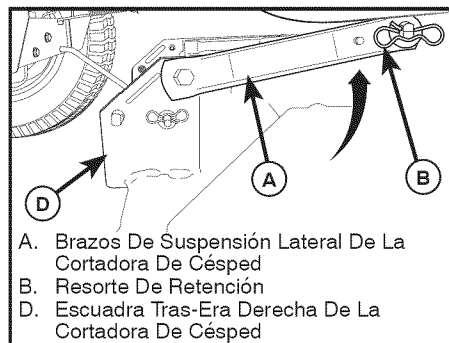 D
A
B
A. Brazos De Suspensión Lateral De La
Cortadora De Césped
B. Resorte De Retención
D. Escuadra Tras-Era Derecha De La
Cortadora De Césped